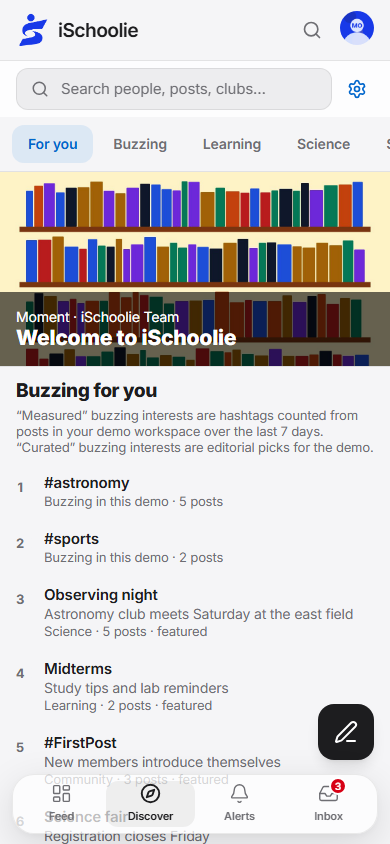 iSchoolie
MO
Search people, posts, clubs...
For you
Buzzing
Learning
Science
Moment · iSchoolie Team
Welcome to iSchoolie
Buzzing for you
“Measured” buzzing interests are hashtags counted from
posts in your demo workspace over the last 7 days.
“Curated” buzzing interests are editorial picks for the demo.
1
#astronomy
Buzzing in this demo · 5 posts
2
#sports
Buzzing in this demo · 2 posts
3
Observing night
Astronomy club meets Saturday at the east field
Science · 5 posts · featured
4
Midterms
Study tips and lab reminders
Learning · 2 posts · featured
5
#FirstPost
New members introduce themselves
Community · 3 posts · featured
6
Science fair
Registration closes Friday
Feed
Discover
Alerts
Inbox
3